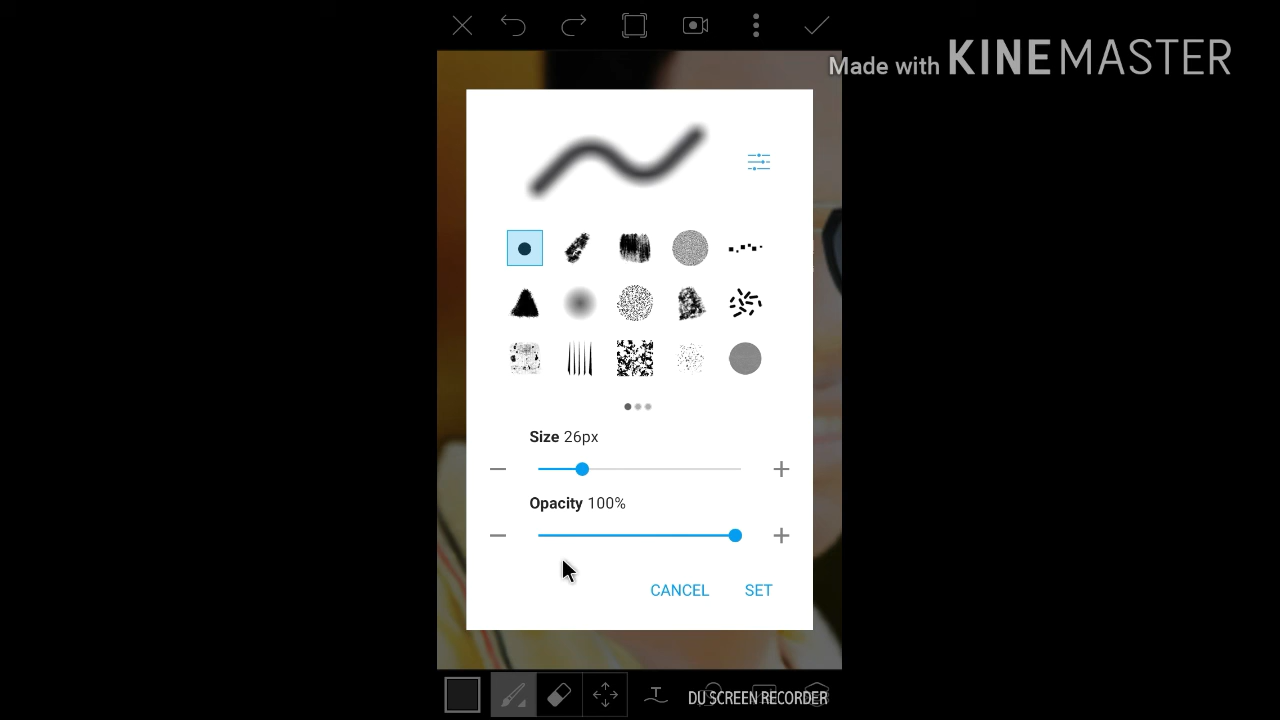 Made with KINEMASTER
Size 26px
Opacity 100%
CANCEL SET
T
DU SCREEN RECORDER